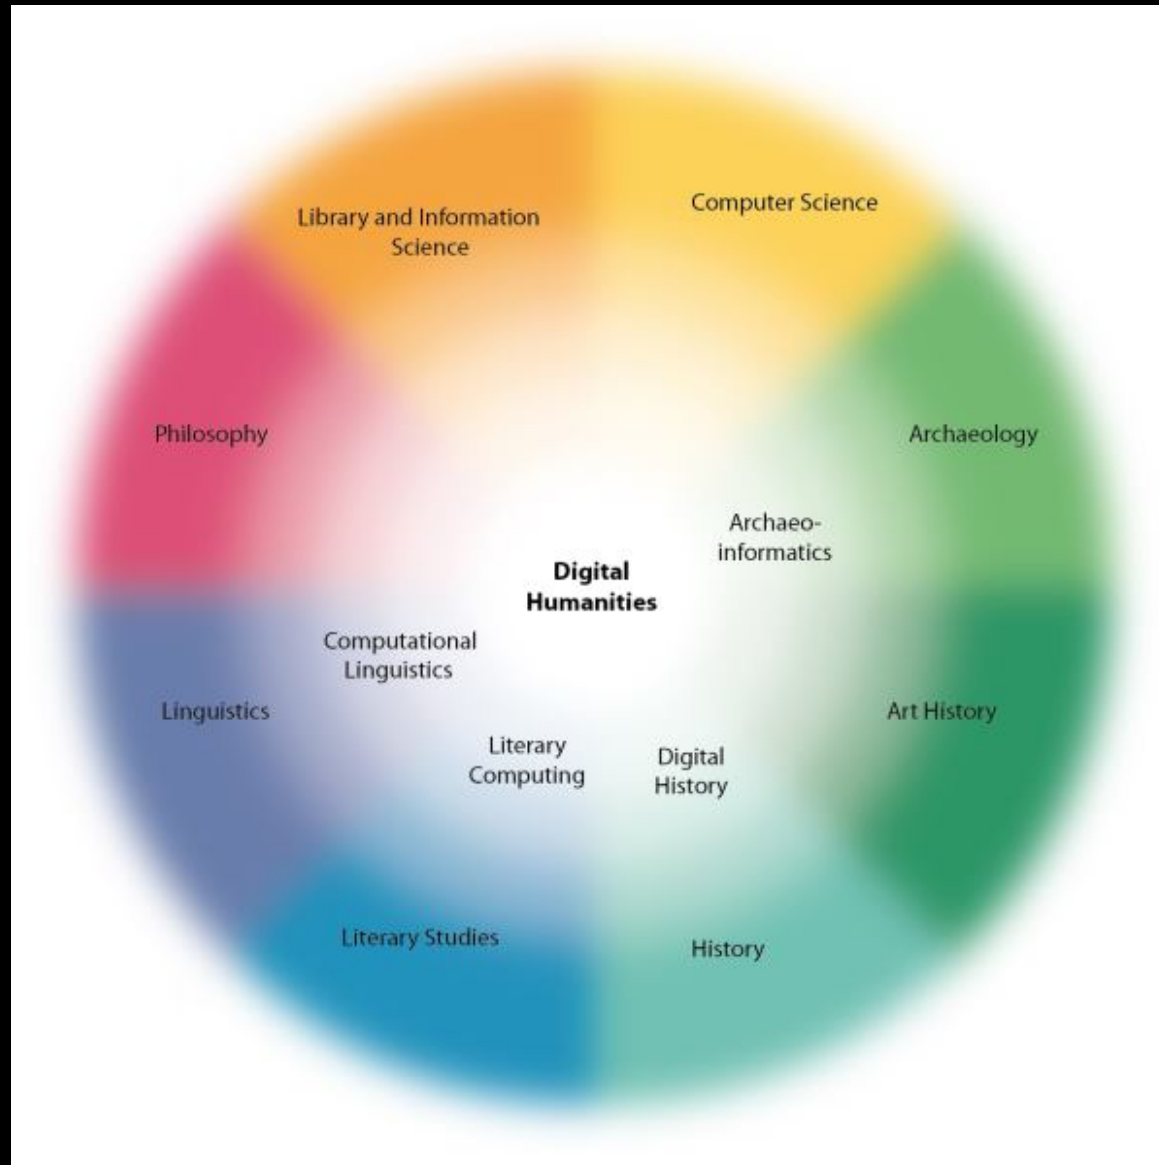 Library and Information
Science
Computer Science
Philosophy
Archaeology
Archaeo-
informatics
Digital
Humanities
Computational
Linguistics
Linguistics
Art History
Literary
Computing
Digital
History
Literary Studies
History